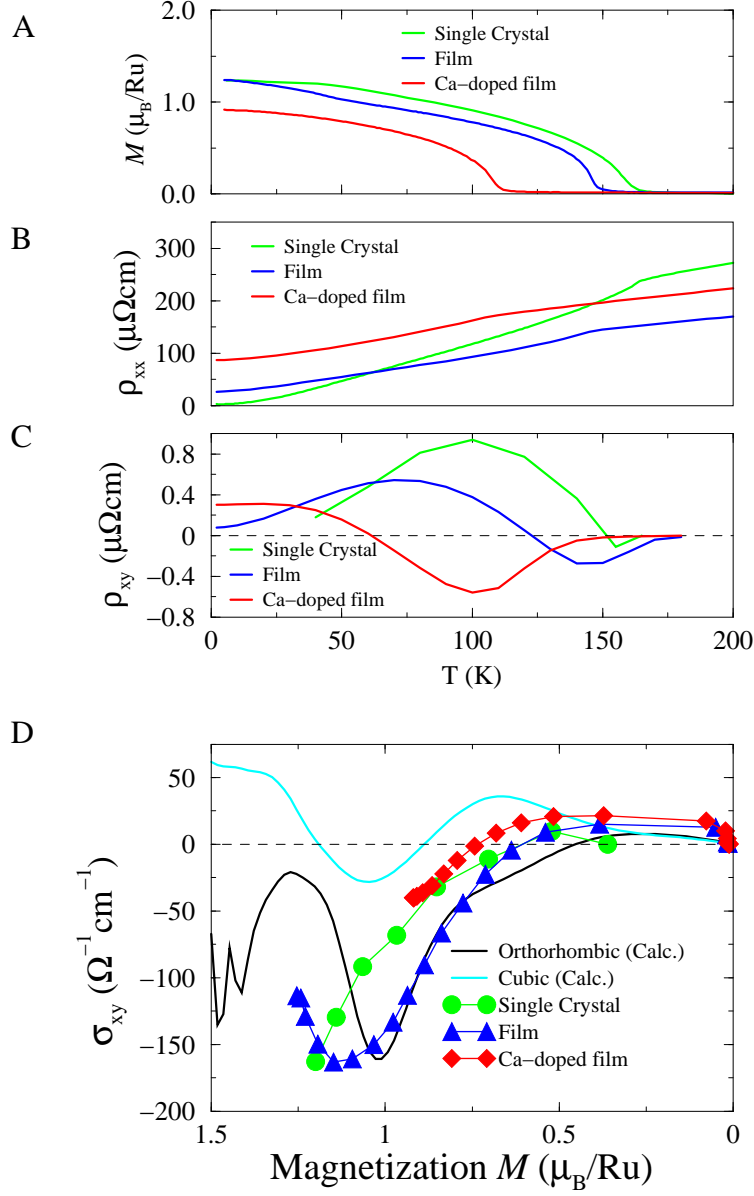 A
2.0
1.0
0.0
M (μB/Ru)
Single Crystal
Film
Ca−doped film
B
300
200
100
0
ρxx (μΩcm)
Single Crystal
Film
Ca−doped film
C
0.8
0.4
0
−0.4
−0.8
ρxy (μΩcm)
Single Crystal
Film
Ca−doped film
0 50 100 150 200
T (K)
D
50
0
−50
−100
−150
−200
σxy (Ω−1cm−1)
Orthorhombic (Calc.)
Cubic (Calc.)
Single Crystal
Film
Ca−doped film
1.5 1 0.5 0
Magnetization M (μB/Ru)